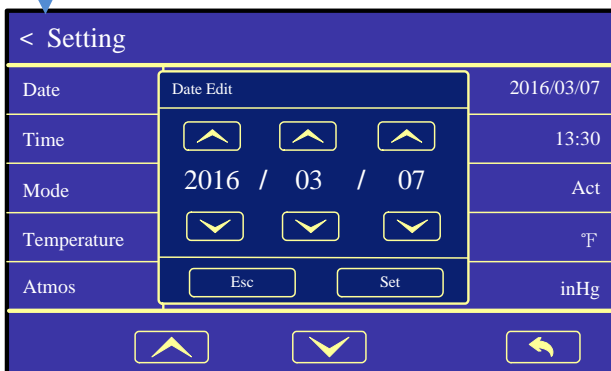 < Setting
Date
Date Edit
2016/03/07
Time
13:30
2016 / 03 / 07
Mode
Act
Temperature
℉
Esc Set
Atmos
inHg